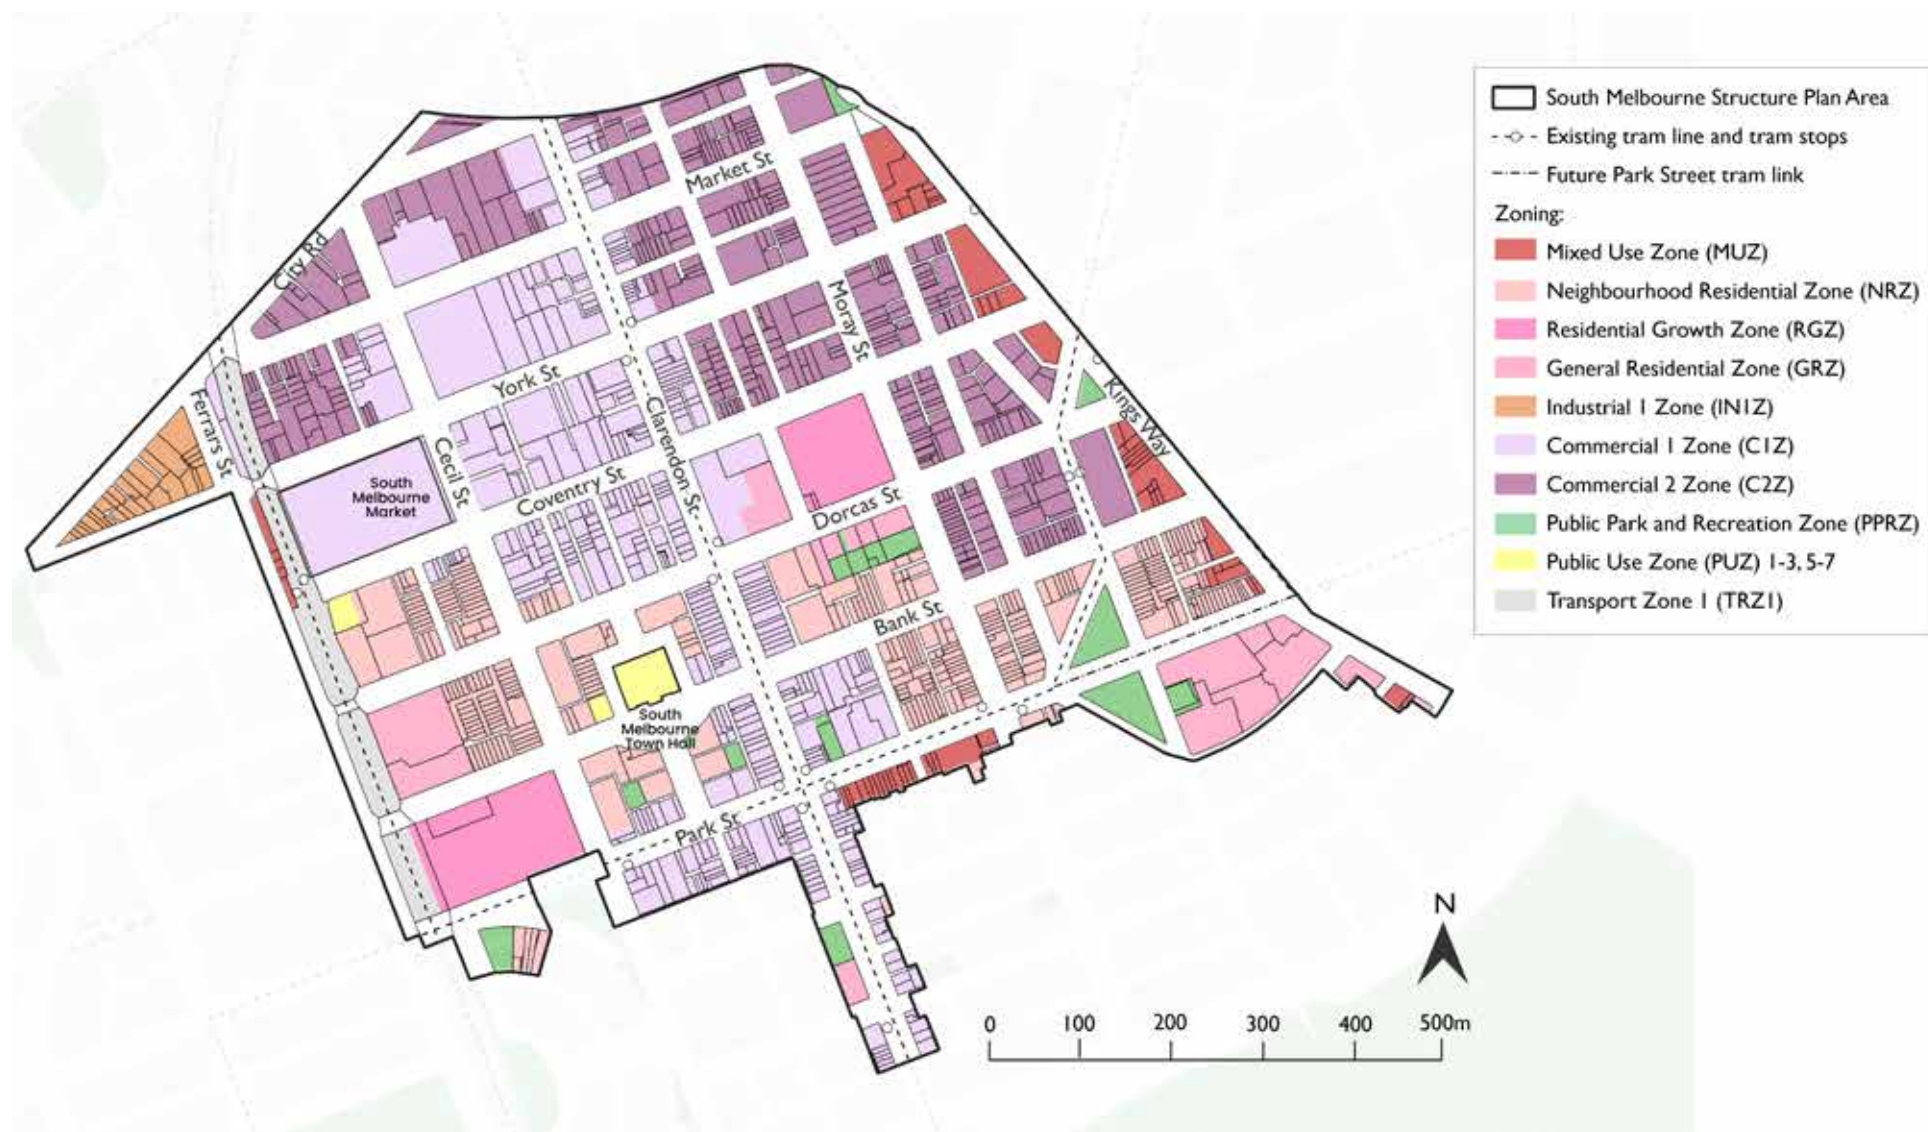 Market St
City Rd
Moray St
York St
Kings Way
Ferrars St
Clarendon St
Cecil St
South
Melbourne
Market
Coventry St
Dorcas St
Bank St
South
Melbourne
Town Hall
Park St
South Melbourne Structure Plan Area
Existing tram line and tram stops
Future Park Street tram link
Zoning:
Mixed Use Zone (MUZ)
Neighbourhood Residential Zone (NRZ)
Residential Growth Zone (RGZ)
General Residential Zone (GRZ)
Industrial 1 Zone (IN1Z)
Commercial 1 Zone (C1Z)
Commercial 2 Zone (C2Z)
Public Park and Recreation Zone (PPRZ)
Public Use Zone (PUZ) 1-3, 5-7
Transport Zone 1 (TRZ1)
N
0 100 200 300 400 500m